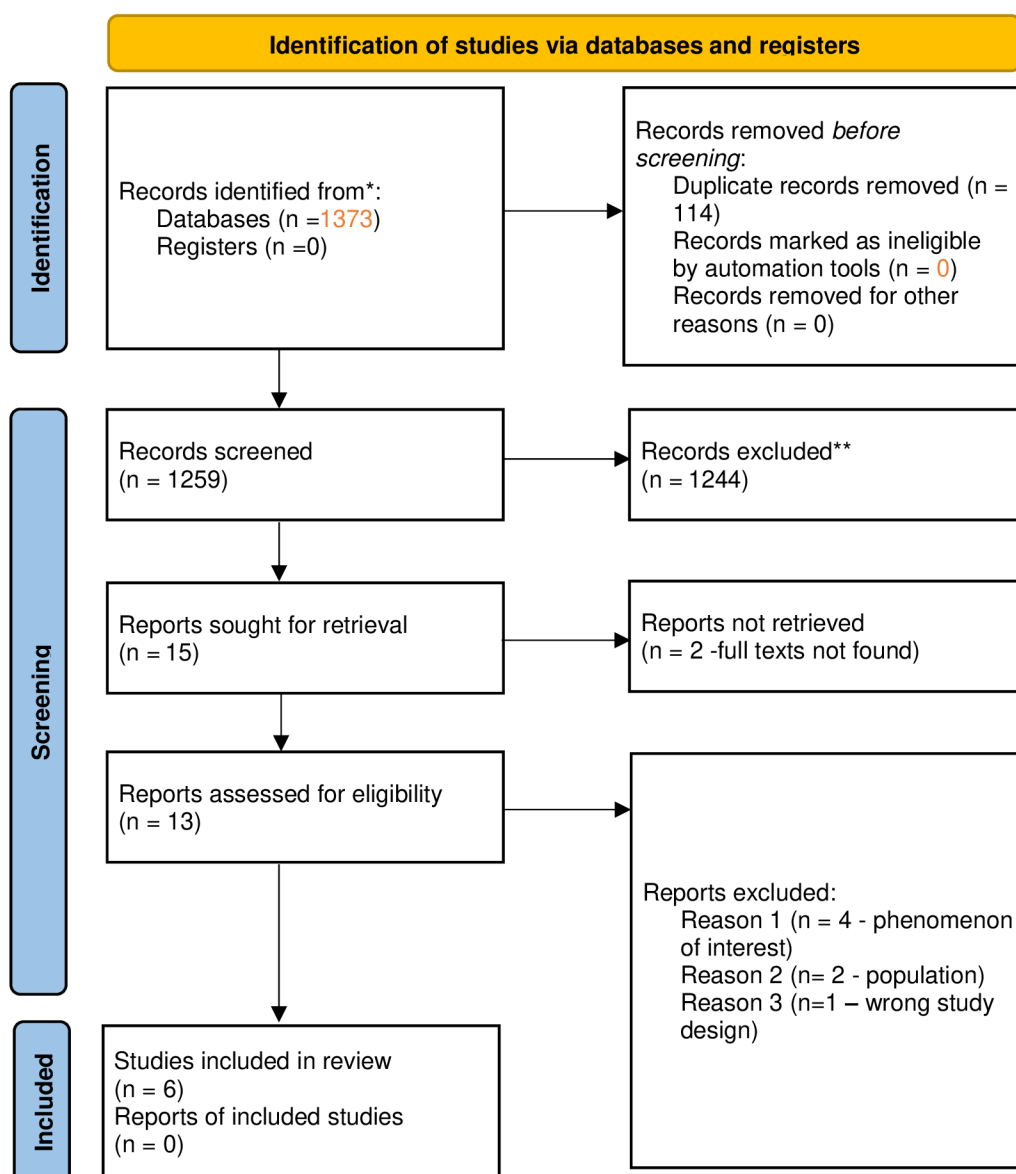 Identification of studies via databases and registers
Identification
Records identified from*:
Databases (n =1373)
Registers (n =0)
Records removed before
screening:
Duplicate records removed (n =
114)
Records marked as ineligible
by automation tools (n = 0)
Records removed for other
reasons (n = 0)
Screening
Records screened
(n = 1259)
Records excluded**
(n = 1244)
Reports sought for retrieval
(n = 15)
Reports not retrieved
(n = 2 -full texts not found)
Reports assessed for eligibility
(n = 13)
Reports excluded:
Reason 1 (n = 4 - phenomenon
of interest)
Reason 2 (n= 2 - population)
Reason 3 (n=1 – wrong study
design)
Included
Studies included in review
(n = 6)
Reports of included studies
(n = 0)